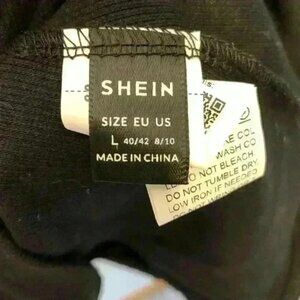 SHEIN
SIZE EU US
L 40/42 8/10
MADE IN CHINA
COL
WASH CO
DO NOT BLEACH.
DO NOT TUMBLE DRY.
LOW IRON IF NEEDED